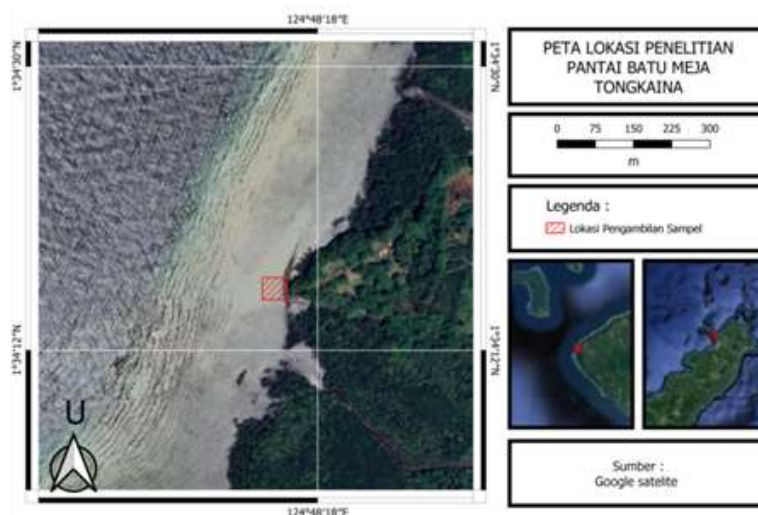 124°48'18"E
1°34'30"N
1°34'30"N
1°34'12"N
1°34'12"N
U
124°48'18"E
PETA LOKASI PENELITIAN
PANTAI BATU MEJA
TONGKAINA
0 75 150 225 300
m
Legenda :
Lokasi Pengambilan Sampel
Sumber :
Google satelite